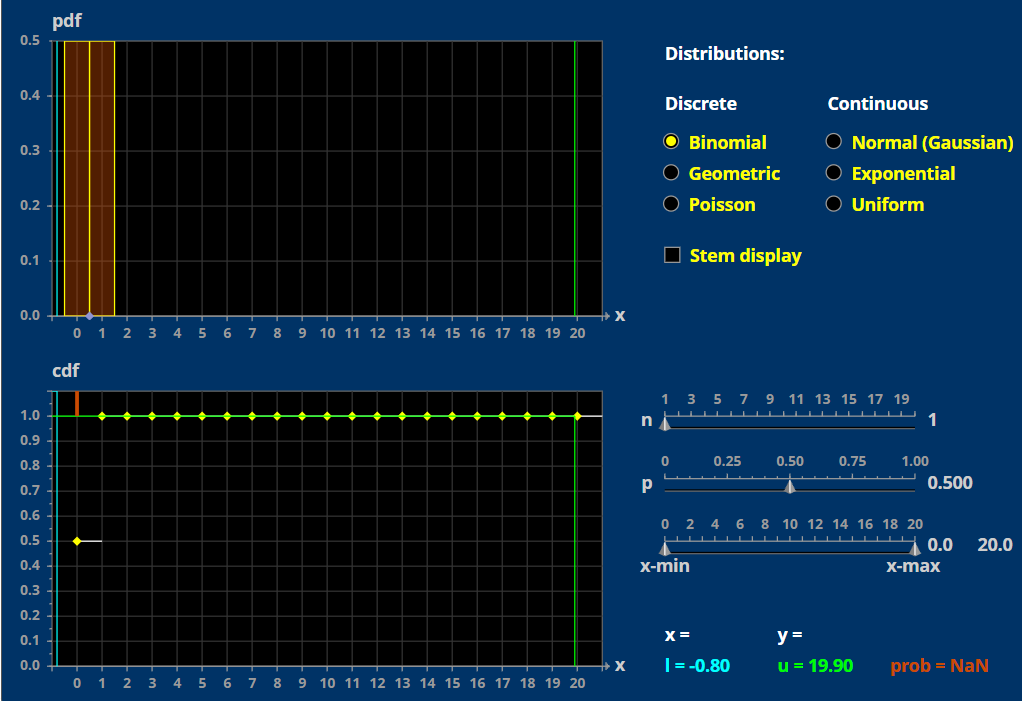 pdf
0.5
0.4
0.3
0.2
0.1
0.0
0 1 2 3 4 5 6 7 8 9 10 11 12 13 14 15 16 17 18 19 20
x
Distributions:
Discrete Continuous
Binomial Normal (Gaussian)
Geometric Exponential
Poisson Uniform
Stem display
cdf
1.0
0.9
0.8
0.7
0.6
0.5
0.4
0.3
0.2
0.1
0.0
0 1 2 3 4 5 6 7 8 9 10 11 12 13 14 15 16 17 18 19 20
x
1 3 5 7 9 11 13 15 17 19
n 1
0 0.25 0.50 0.75 1.00
p 0.500
0 2 4 6 8 10 12 14 16 18 20
0.0 20.0
x-min x-max
x = y =
l = -0.80 u = 19.90 prob = NaN